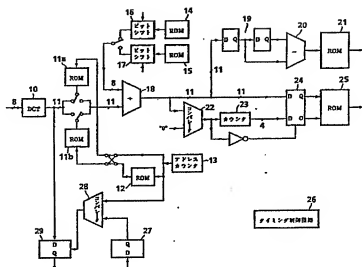 16
ビット
シフト
14
ROM
19
20
21
D Q
D Q
ROM
11a
ROM
17
ビット
シフト
ROM
15
8
11
25
10
8
DCT
11
11
18
11
11
24
D Q
D Q
ROM
ROM
11b
22
23
カウンタ
4
"0"
12
ROM
アドレス
カウンタ
13
28
26
タイミング制御回路
29
D
Q
27
Q
D